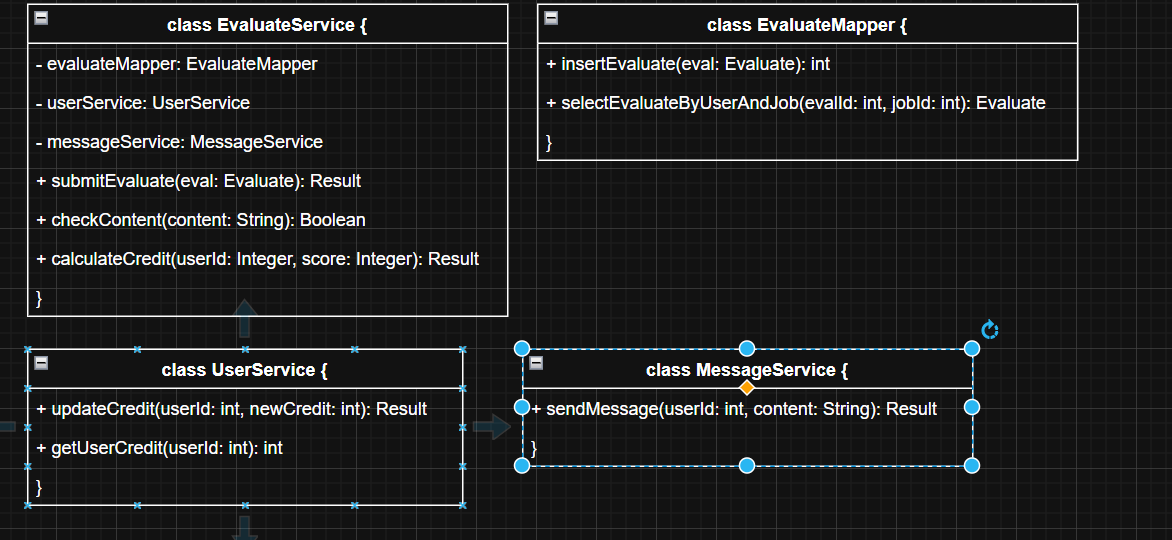 class EvaluateService {
- evaluateMapper: EvaluateMapper
- userService: UserService
- messageService: MessageService
+ submitEvaluate(eval: Evaluate): Result
+ checkContent(content: String): Boolean
+ calculateCredit(userId: Integer, score: Integer): Result
}
class EvaluateMapper {
+ insertEvaluate(eval: Evaluate): int
+ selectEvaluateByUserAndJob(evalId: int, jobId: int): Evaluate
}
class UserService {
+ updateCredit(userId: int, newCredit: int): Result
+ getUserCredit(userId: int): int
}
class MessageService {
+ sendMessage(userId: int, content: String): Result
}